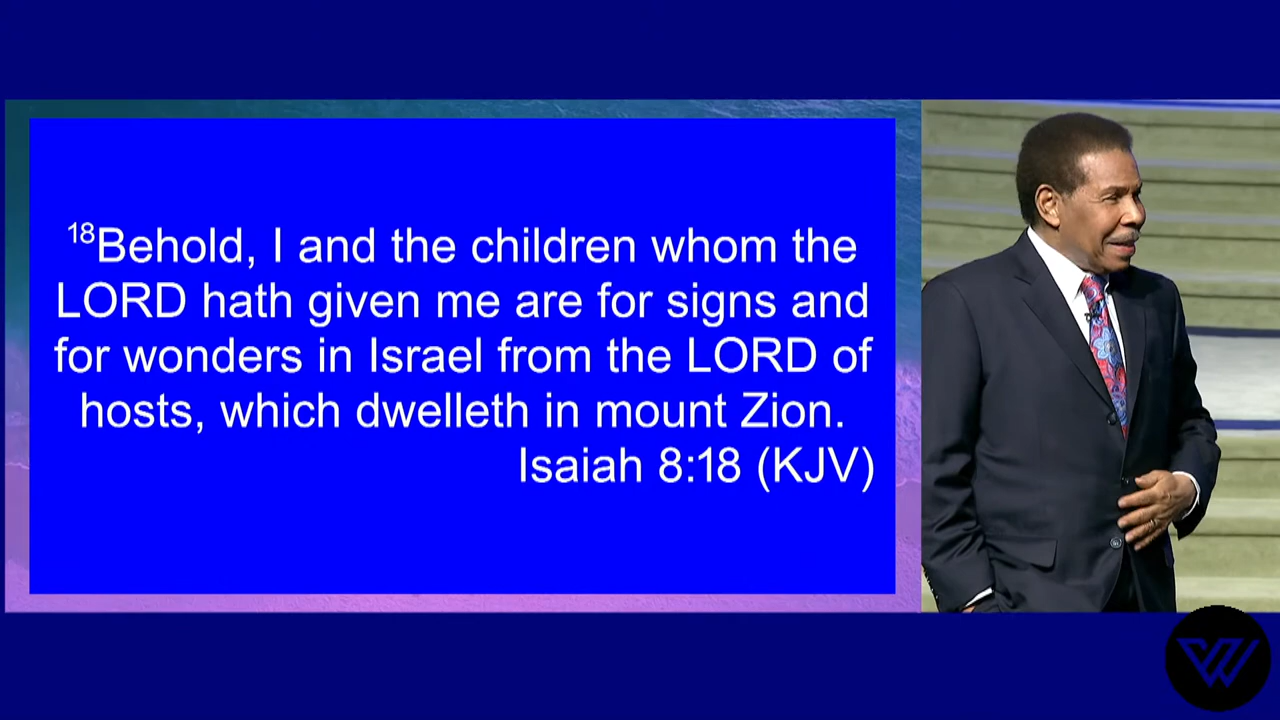 18Behold, I and the children whom the
LORD hath given me are for signs and
for wonders in Israel from the LORD of
hosts, which dwelleth in mount Zion.
Isaiah 8:18 (KJV)